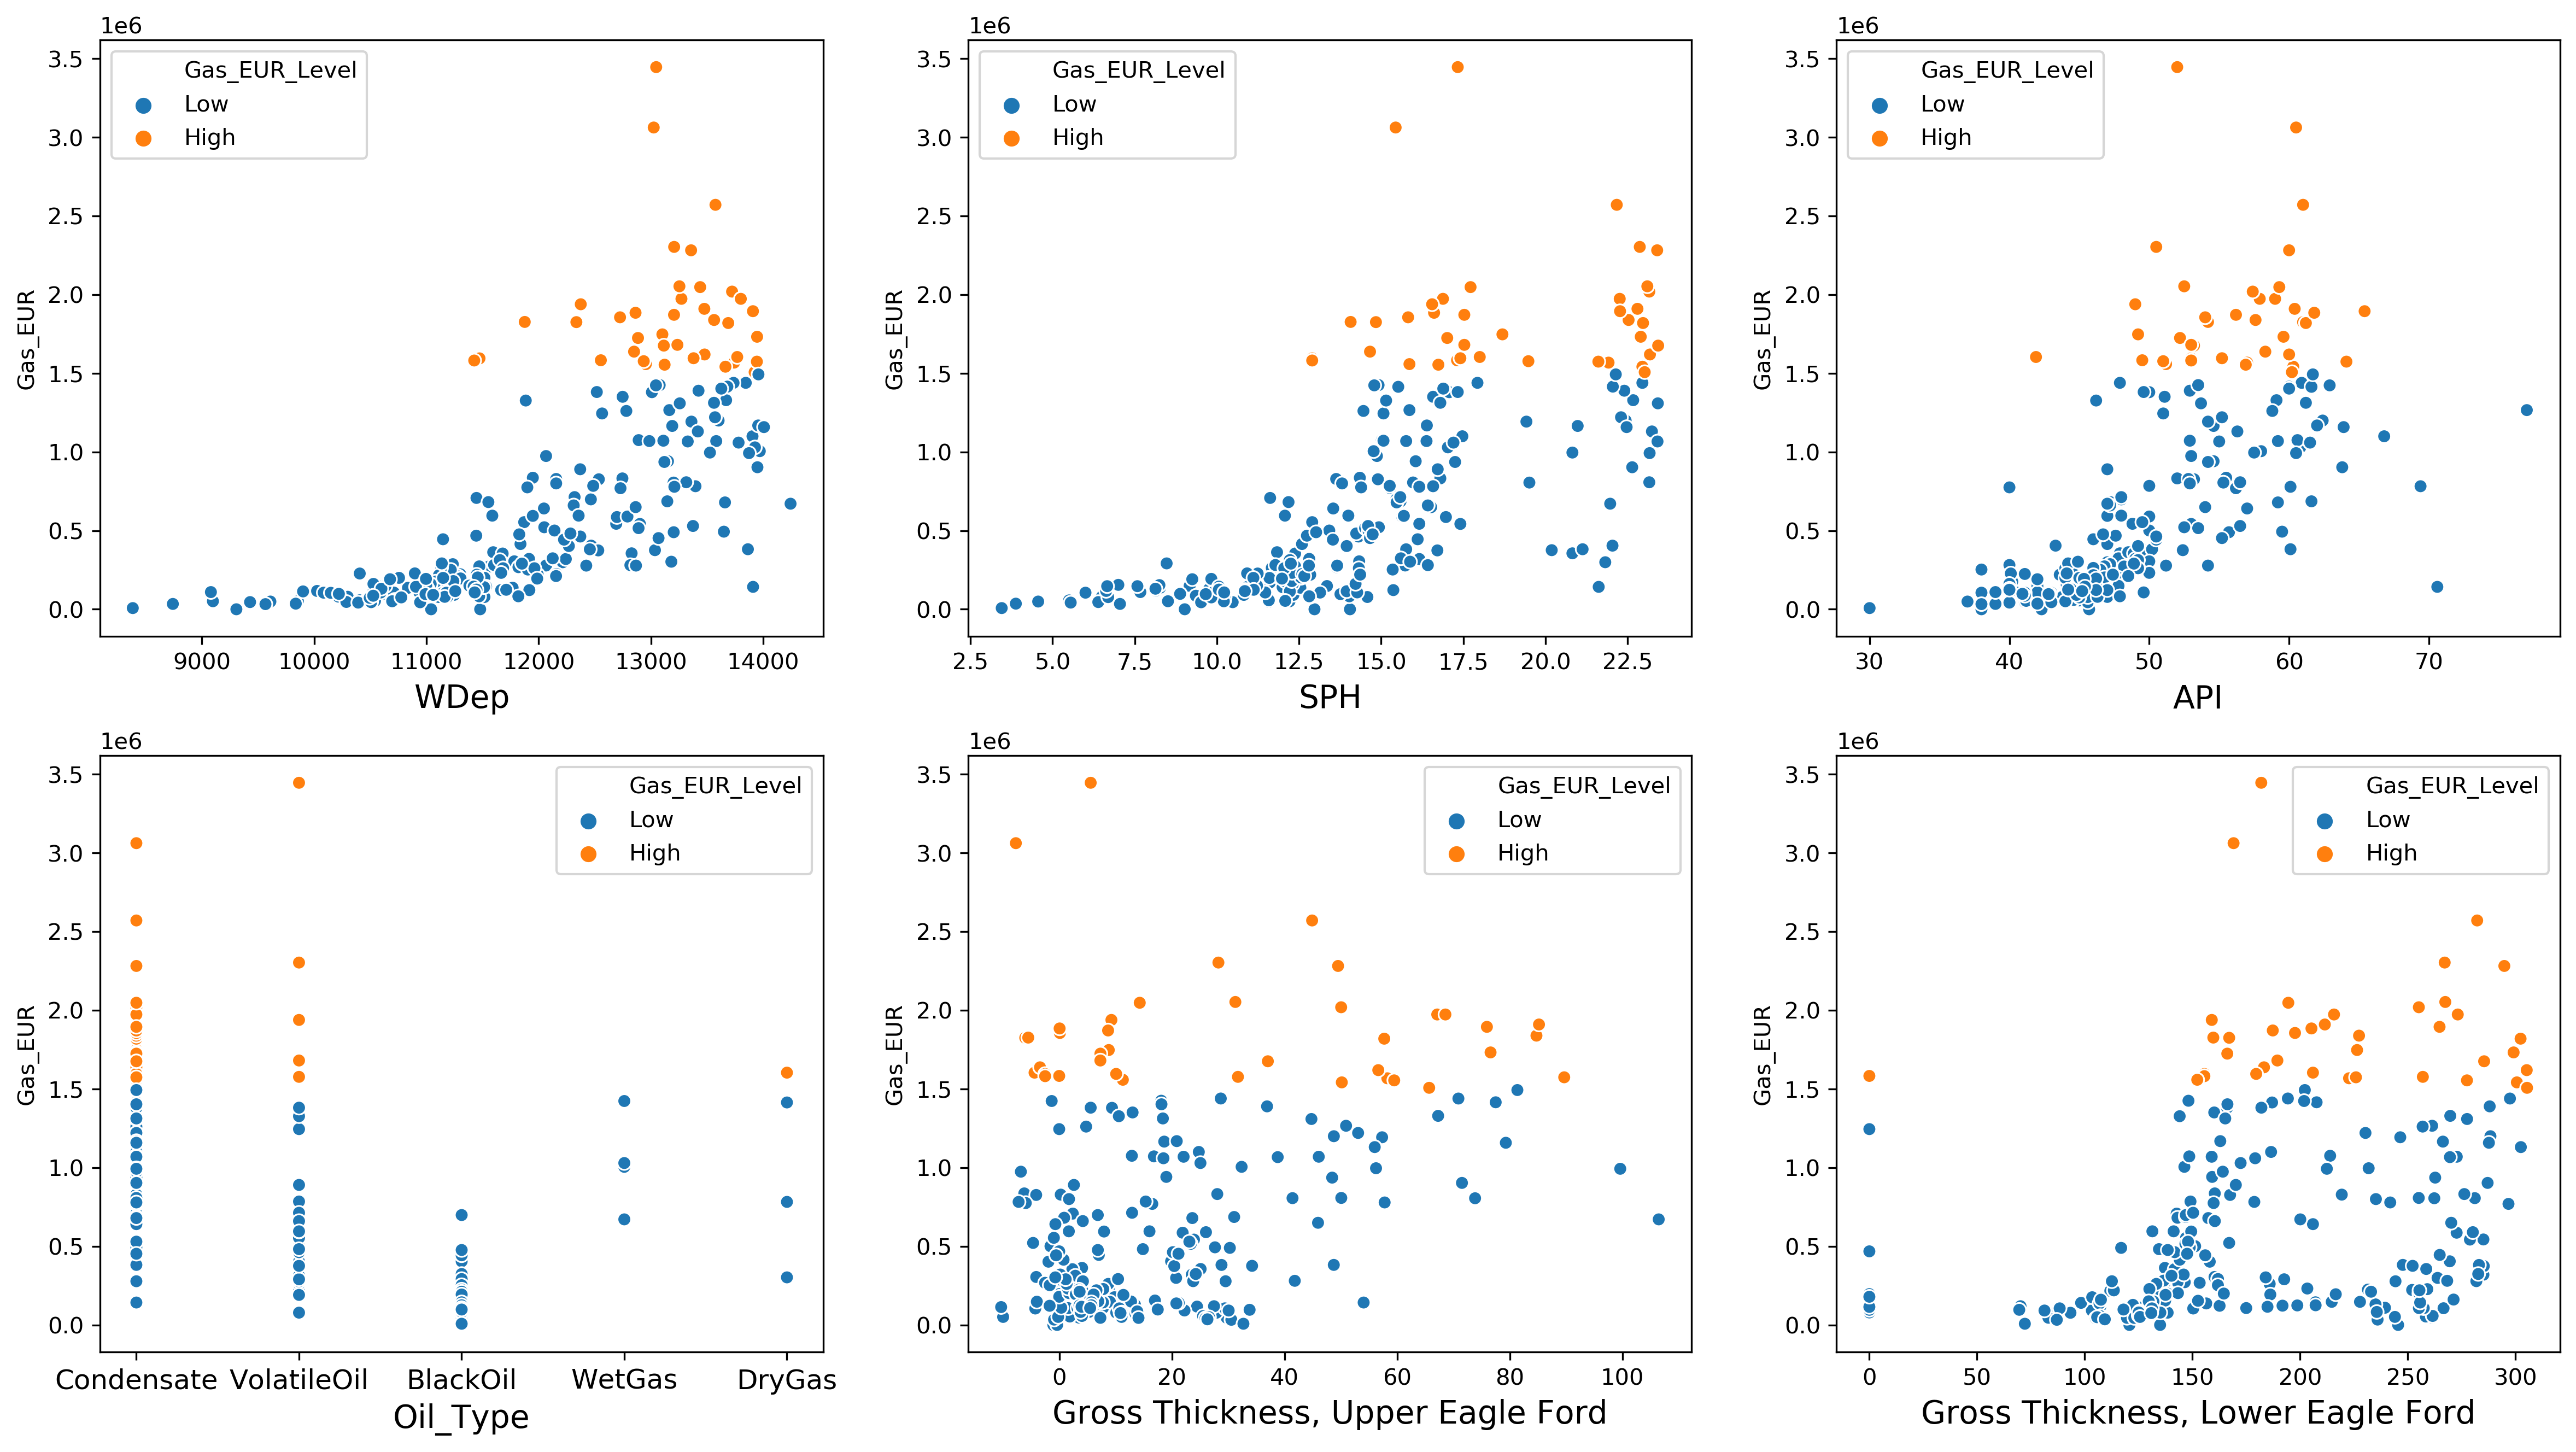 1e6
Gas_EUR_Level
Low
High
3.5
3.0
2.5
2.0
1.5
1.0
0.5
0.0
Gas_EUR
9000 10000 11000 12000 13000 14000
WDep
1e6
Gas_EUR_Level
Low
High
3.5
3.0
2.5
2.0
1.5
1.0
0.5
0.0
Gas_EUR
2.5 5.0 7.5 10.0 12.5 15.0 17.5 20.0 22.5
SPH
1e6
Gas_EUR_Level
Low
High
3.5
3.0
2.5
2.0
1.5
1.0
0.5
0.0
Gas_EUR
30 40 50 60 70
API
1e6
Gas_EUR_Level
Low
High
3.5
3.0
2.5
2.0
1.5
1.0
0.5
0.0
Gas_EUR
Condensate VolatileOil BlackOil WetGas DryGas
Oil_Type
1e6
Gas_EUR_Level
Low
High
3.5
3.0
2.5
2.0
1.5
1.0
0.5
0.0
Gas_EUR
0 20 40 60 80 100
Gross Thickness, Upper Eagle Ford
1e6
Gas_EUR_Level
Low
High
3.5
3.0
2.5
2.0
1.5
1.0
0.5
0.0
Gas_EUR
0 50 100 150 200 250 300
Gross Thickness, Lower Eagle Ford